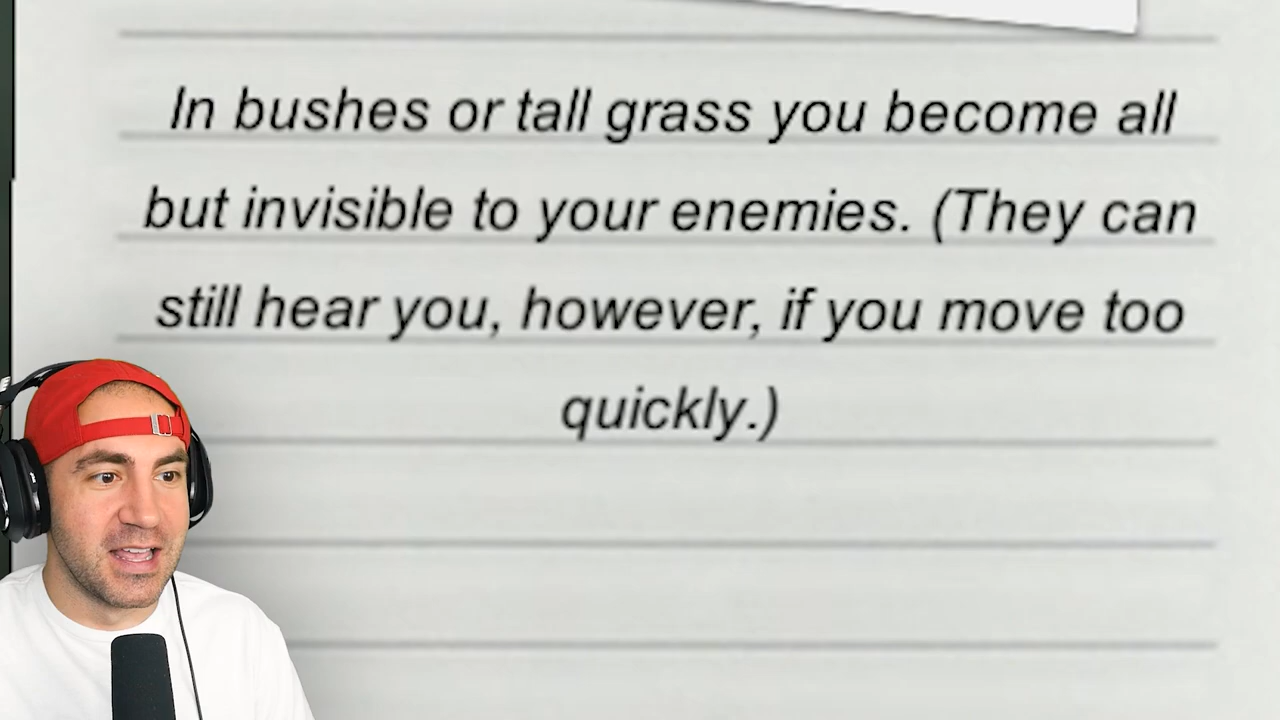 In bushes or tall grass you become all
but invisible to your enemies. (They can
still hear you, however, if you move too
quickly.)